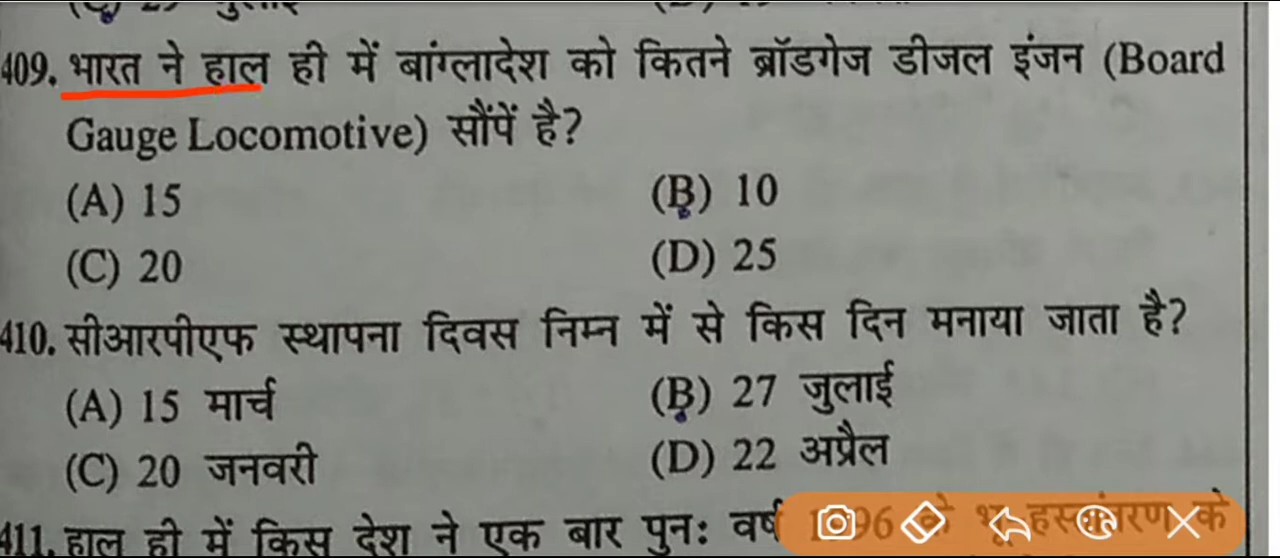 409. भारत ने हाल ही में बांग्लादेश को कितने ब्रॉडगेज डीजल इंजन (Board
Gauge Locomotive) सौंपें है?
(A) 15 (B) 10
(C) 20 (D) 25
410. सीआरपीएफ स्थापना दिवस निम्न में से किस दिन मनाया जाता है?
(A) 15 मार्च (B) 27 जुलाई
(C) 20 जनवरी (D) 22 अप्रैल
411. हाल ही में किस देश ने एक बार पुनः वर्ष के